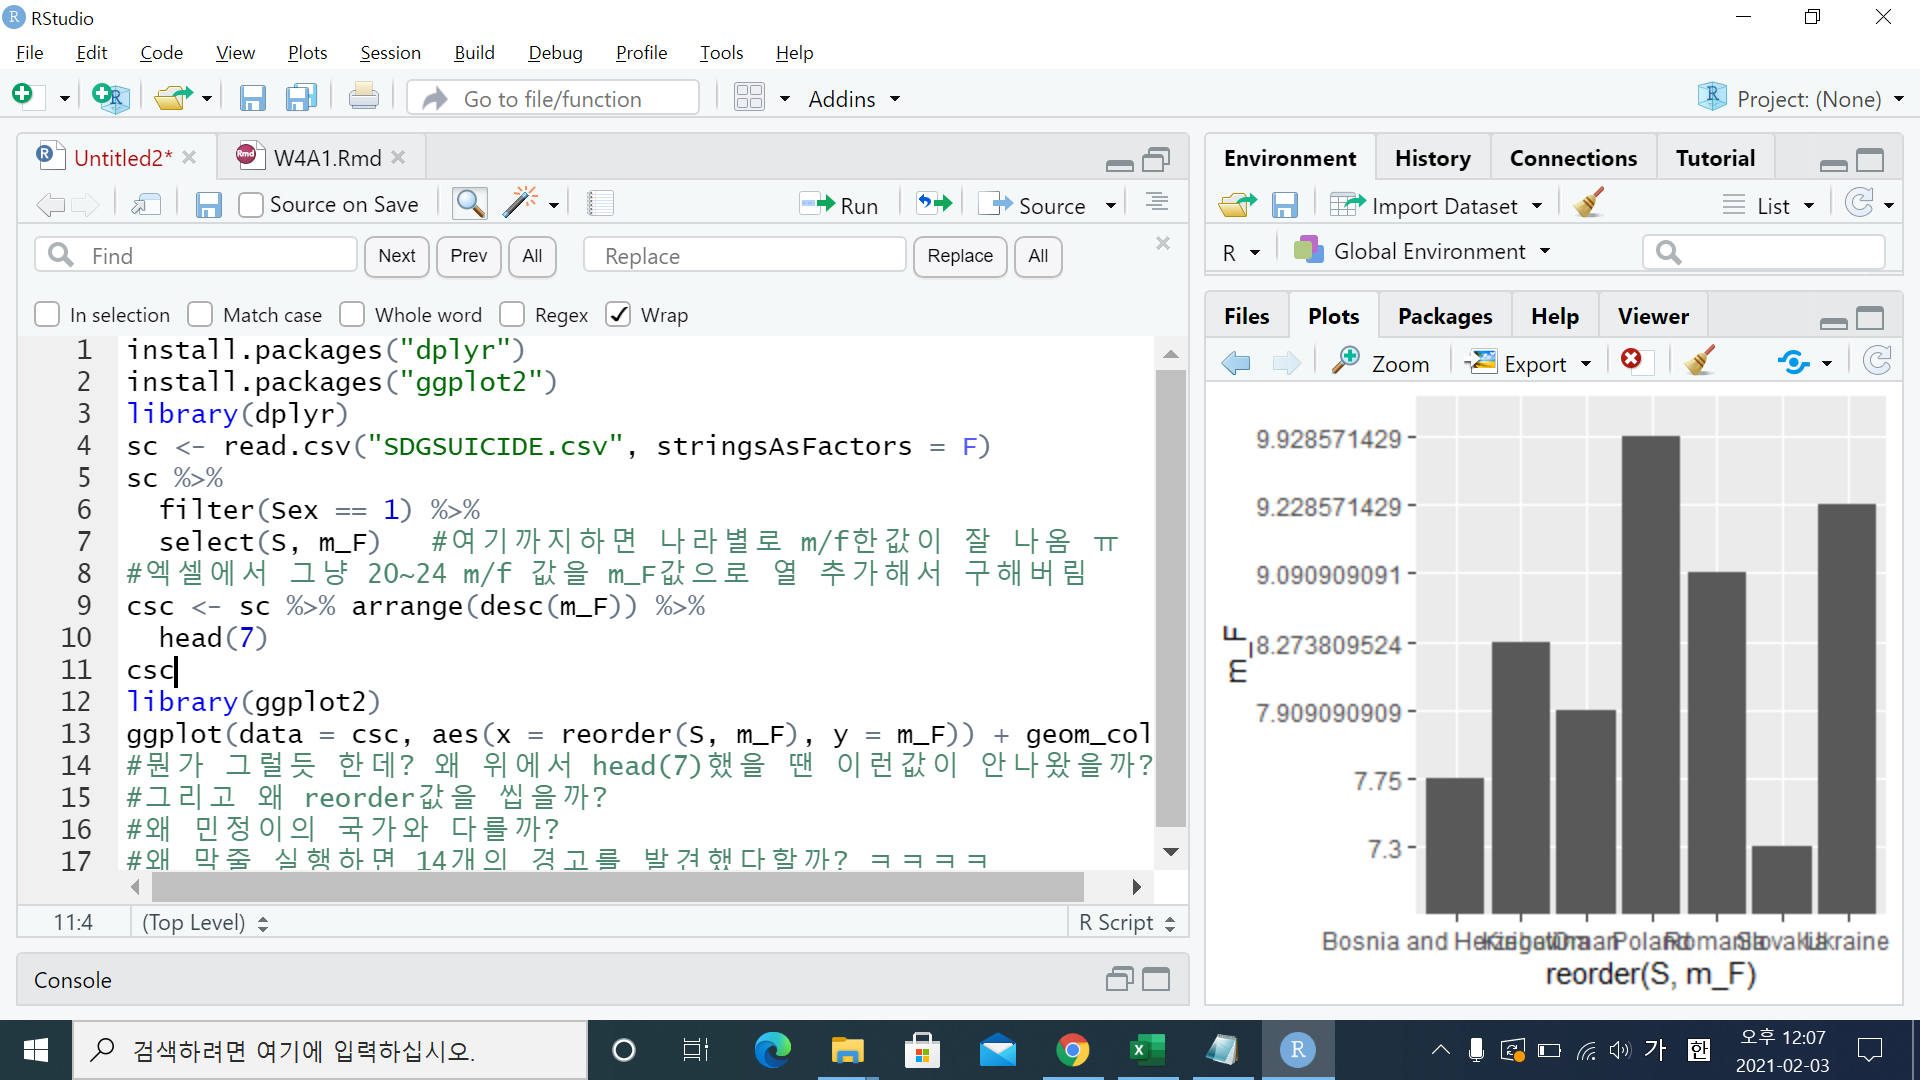 RStudio
File Edit Code View Plots Session Build Debug Profile Tools Help
Go to file/function
Addins
Project: (None)
Untitled2*
W4A1.Rmd
Source on Save
Run
Source
Find
Next
Prev
All
Replace
Replace
All
In selection
Match case
Whole word
Regex
Wrap
1 install.packages("dplyr")
2 install.packages("ggplot2")
3 library(dplyr)
4 sc <- read.csv("SDGSUICIDE.csv", stringsAsFactors = F)
5 sc %>%
6   filter(Sex == 1) %>%
7   select(S, m_F)   #여기까지하면 나라별로 m/f한값이 잘 나옴 ㅠ
8 #엑셀에서 그냥 20~24 m/f 값을 m_F값으로 열 추가해서 구해버림
9 csc <- sc %>% arrange(desc(m_F)) %>%
10   head(7)
11 csc
12 library(ggplot2)
13 ggplot(data = csc, aes(x = reorder(S, m_F), y = m_F)) + geom_col
14 #뭔가 그럴듯 한데? 왜 위에서 head(7)했을 땐 이런값이 안나왔을까?
15 #그리고 왜 reorder값을 씹을까?
16 #왜 민정이의 국가와 다를까?
17 #왜 막줄 실행하면 14개의 경고를 발견했다할까? ㅋㅋㅋㅋ
11:4
(Top Level)
R Script
Console
Environment
History
Connections
Tutorial
Import Dataset
List
R
Global Environment
Files
Plots
Packages
Help
Viewer
Zoom
Export
9.928571429
9.228571429
9.090909091
8.273809524
7.909090909
7.75
7.3
m_F
Bosnia and Herzegovina Kiribati Oman Poland Romania Slovakia Ukraine
reorder(S, m_F)
검색하려면 여기에 입력하십시오.
가
한
오후 12:07
2021-02-03